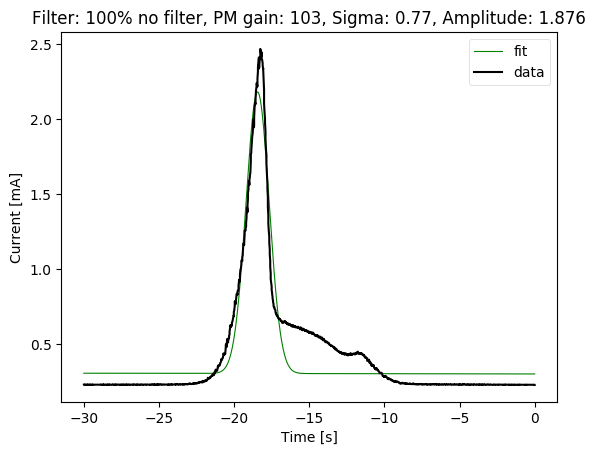 Filter: 100% no filter, PM gain: 103, Sigma: 0.77, Amplitude: 1.876
fit
data
2.5
2.0
1.5
1.0
0.5
Current [mA]
−30 −25 −20 −15 −10 −5 0
Time [s]